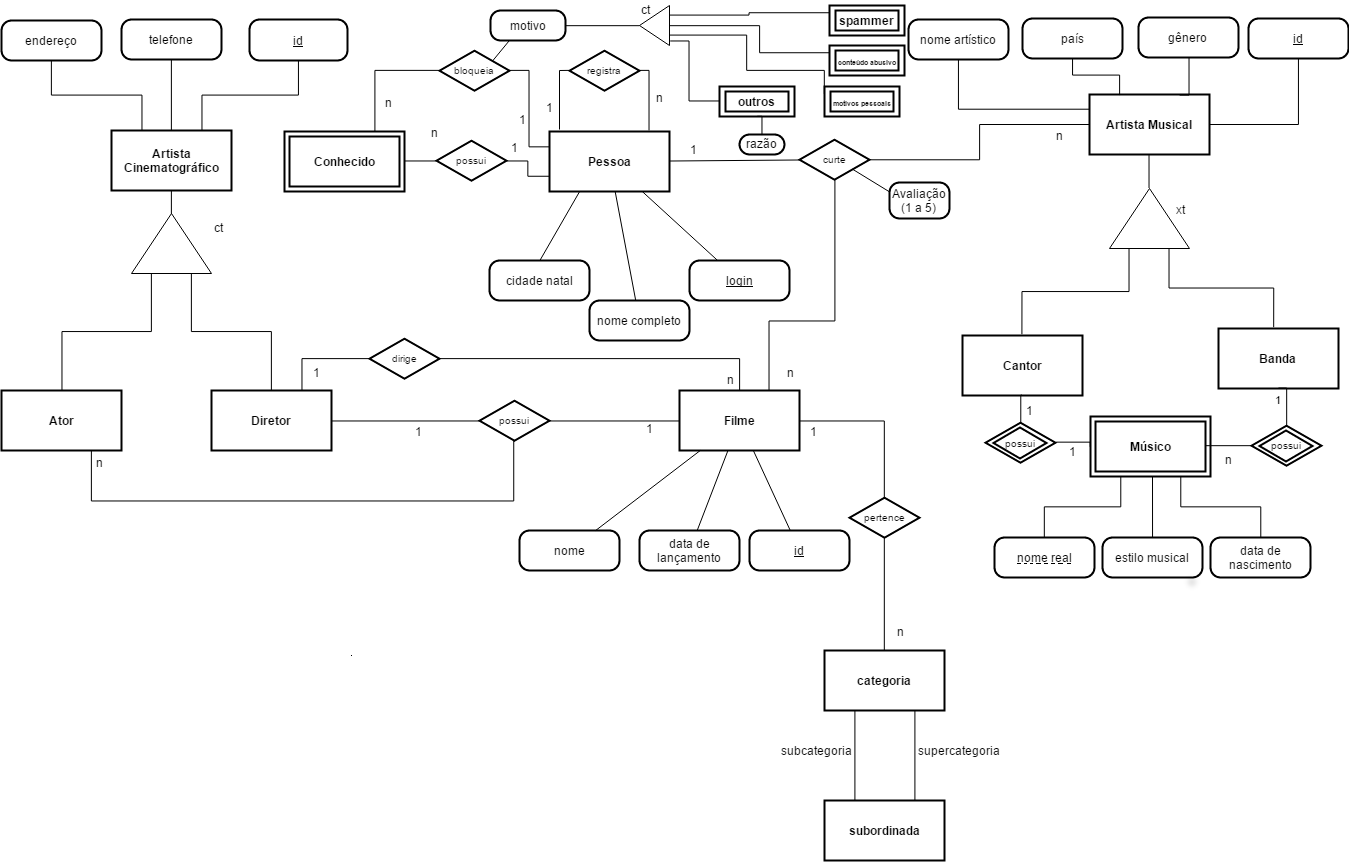 ct
spammer
motivo
nome artístico
país
gênero
id
endereço
telefone
id
conteúdo abusivo
bloqueia
registra
outros
motivos pessoais
n
1
n
1
razão
n
Artista Musical
Artista
Cinematográfico
Conhecido
n
possui
1
Pessoa
1
curte
Avaliação
(1 a 5)
ct
xt
cidade natal
login
nome completo
dirige
1
n
n
Cantor
Banda
Ator
Diretor
1
possui
1
Filme
1
1
1
n
possui
1
Músico
n
possui
pertence
nome
data de
lançamento
id
nome real
estilo musical
data de
nascimento
n
categoria
subcategoria
supercategoria
subordinada